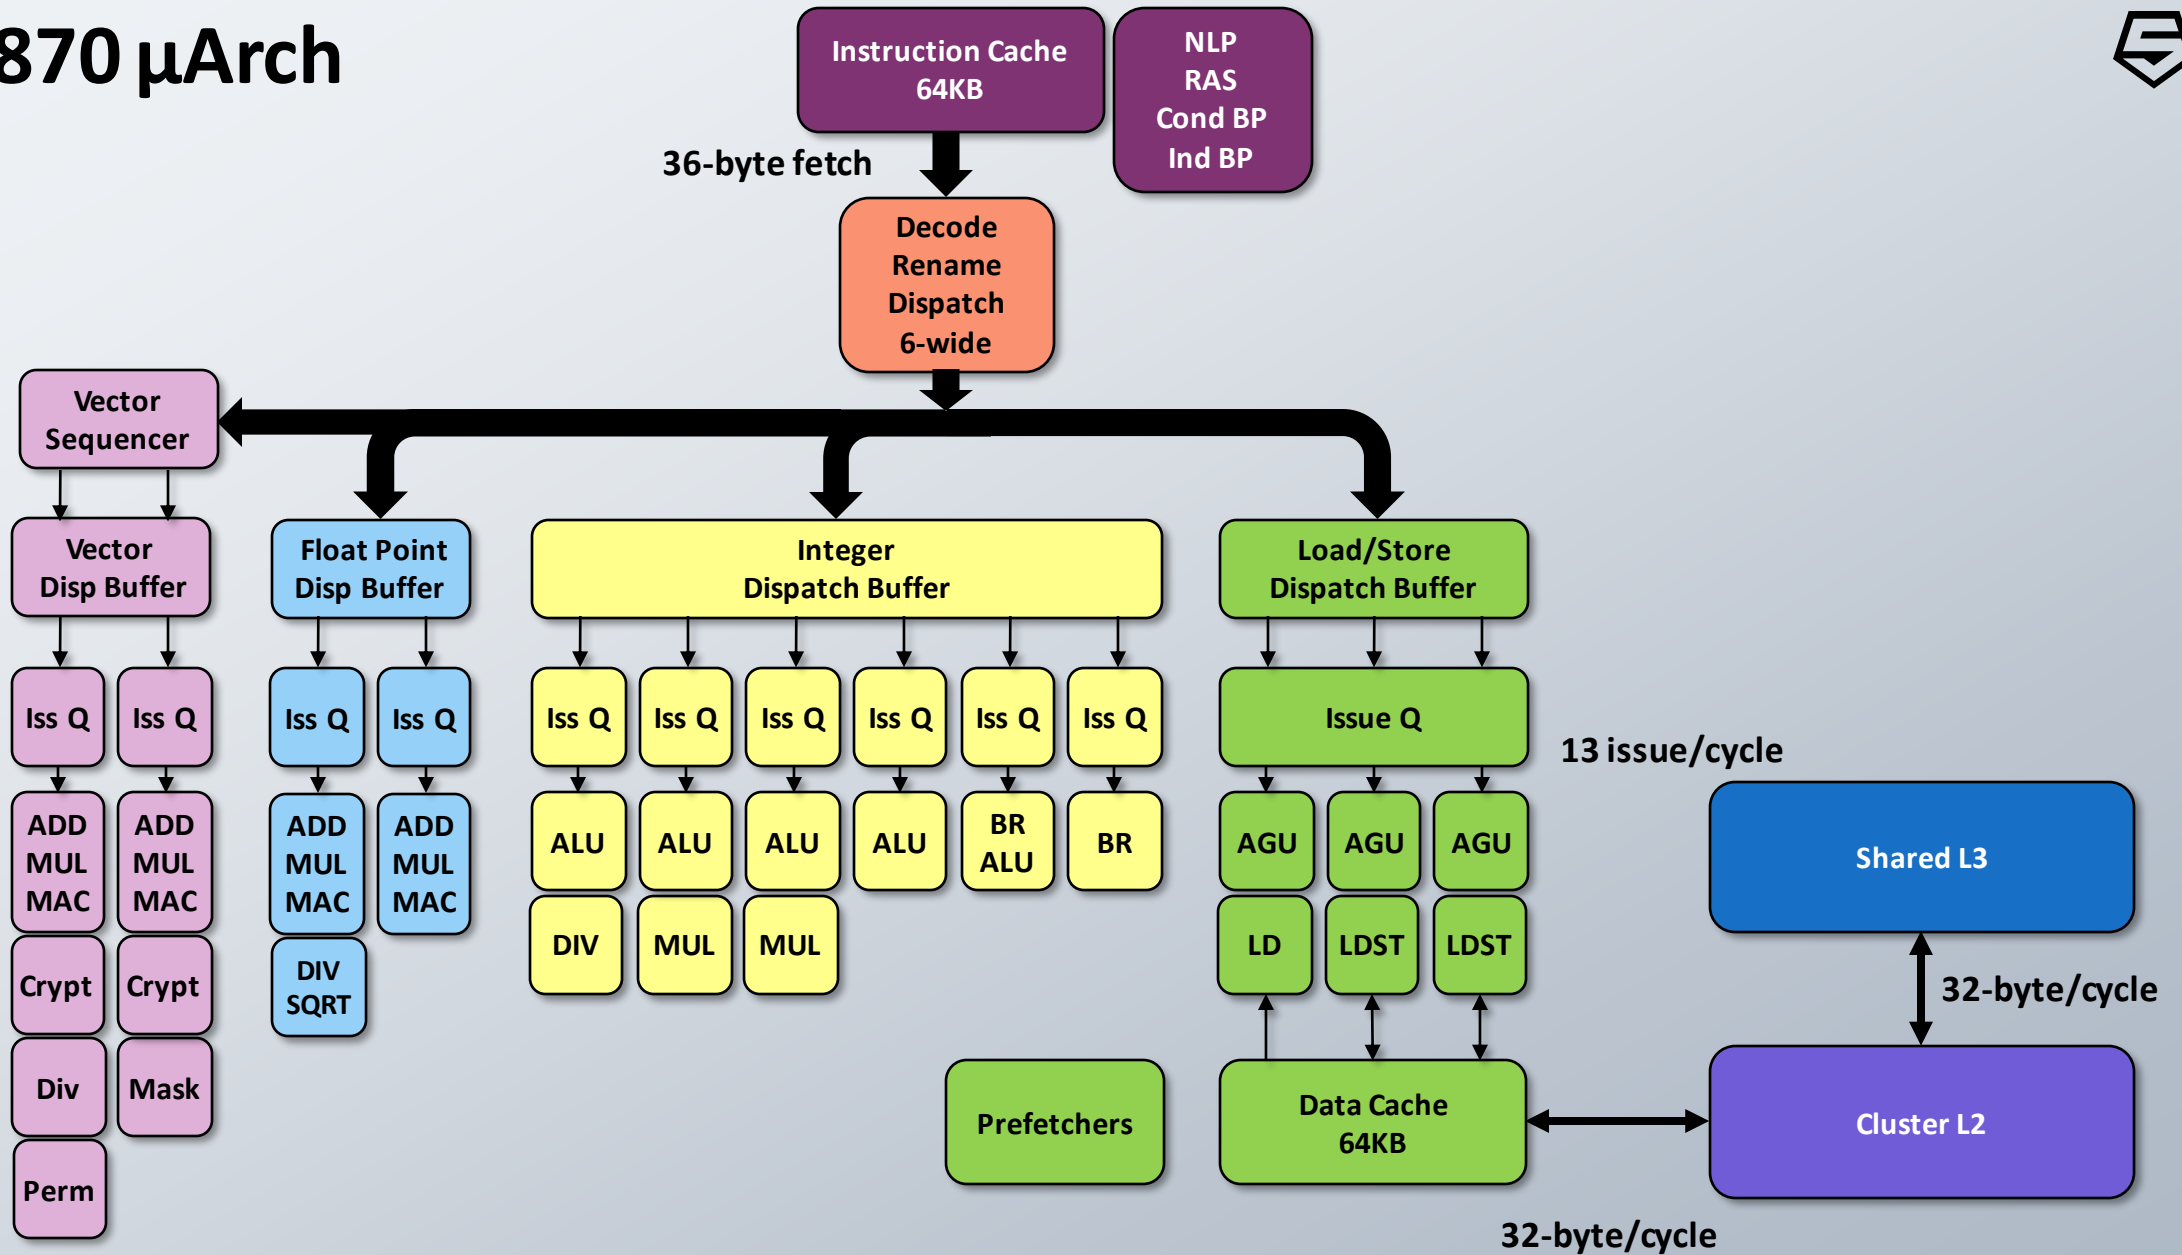 870 µArch
Instruction Cache
64KB
NLP
RAS
Cond BP
Ind BP
36-byte fetch
Decode
Rename
Dispatch
6-wide
Vector
Sequencer
Vector
Disp Buffer
Float Point
Disp Buffer
Integer
Dispatch Buffer
Load/Store
Dispatch Buffer
Iss Q
Iss Q
Iss Q
Iss Q
Iss Q
Iss Q
Iss Q
Iss Q
Iss Q
Iss Q
Issue Q
13 issue/cycle
ADD
MUL
MAC
ADD
MUL
MAC
ADD
MUL
MAC
ADD
MUL
MAC
ALU
ALU
ALU
ALU
BR
ALU
BR
AGU
AGU
AGU
Shared L3
Crypt
Crypt
DIV
SQRT
DIV
MUL
MUL
LD
LDST
LDST
32-byte/cycle
Div
Mask
Perm
Prefetchers
Data Cache
64KB
Cluster L2
32-byte/cycle